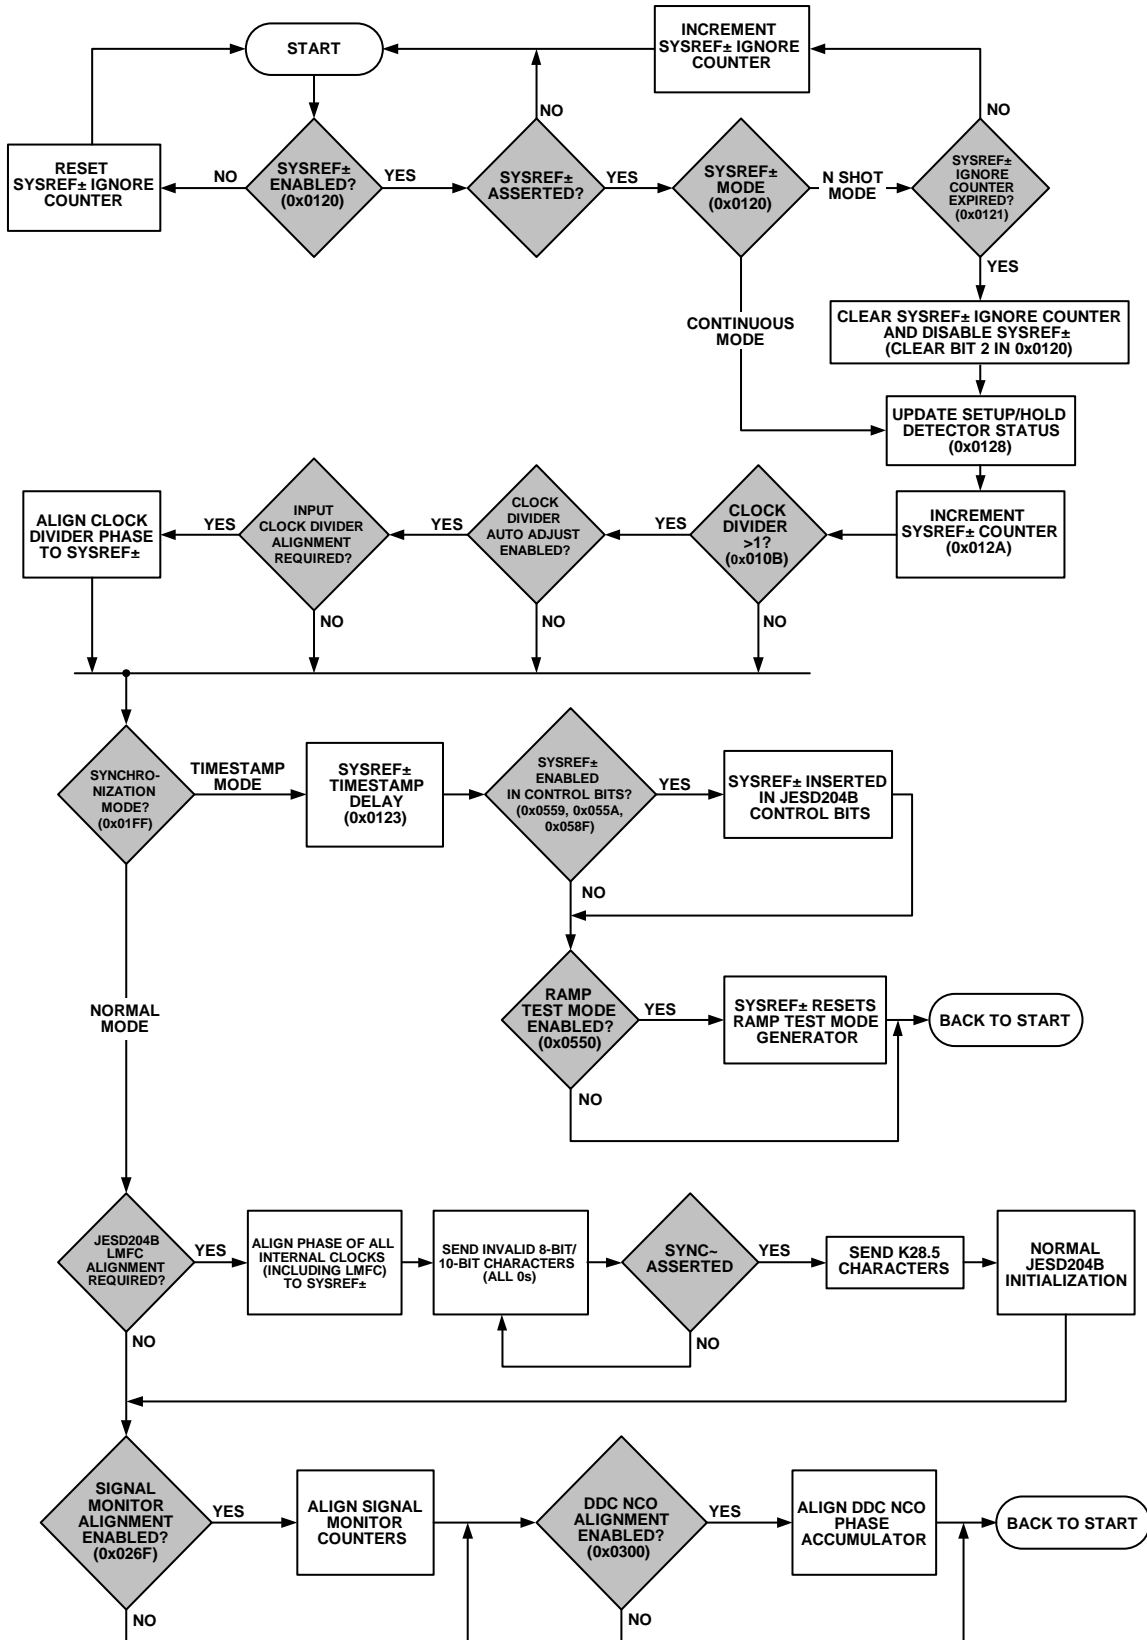 START
INCREMENT
SYSREF± IGNORE
COUNTER
NO
NO
RESET
SYSREF± IGNORE
COUNTER
NO
SYSREF±
ENABLED?
(0x0120)
YES
SYSREF±
ASSERTED?
YES
SYSREF±
MODE
(0x0120)
N SHOT
MODE
SYSREF±
IGNORE
COUNTER
EXPIRED?
(0x0121)
YES
CONTINUOUS
MODE
CLEAR SYSREF± IGNORE COUNTER
AND DISABLE SYSREF±
(CLEAR BIT 2 IN 0x0120)
UPDATE SETUP/HOLD
DETECTOR STATUS
(0x0128)
ALIGN CLOCK
DIVIDER PHASE
TO SYSREF±
YES
INPUT
CLOCK DIVIDER
ALIGNMENT
REQUIRED?
YES
CLOCK
DIVIDER
AUTO ADJUST
ENABLED?
YES
CLOCK
DIVIDER
>1?
(0x010B)
INCREMENT
SYSREF± COUNTER
(0x012A)
NO
NO
NO
SYNCHRO-
NIZATION
MODE?
(0x01FF)
TIMESTAMP
MODE
SYSREF±
TIMESTAMP
DELAY
(0x0123)
SYSREF±
ENABLED
IN CONTROL BITS?
(0x0559, 0x055A,
0x058F)
YES
SYSREF± INSERTED
IN JESD204B
CONTROL BITS
NO
NORMAL
MODE
RAMP
TEST MODE
ENABLED?
(0x0550)
YES
SYSREF± RESETS
RAMP TEST MODE
GENERATOR
BACK TO START
NO
JESD204B
LMFC
ALIGNMENT
REQUIRED?
YES
ALIGN PHASE OF ALL
INTERNAL CLOCKS
(INCLUDING LMFC)
TO SYSREF±
SEND INVALID 8-BIT/
10-BIT CHARACTERS
(ALL 0s)
SYNC~
ASSERTED
YES
SEND K28.5
CHARACTERS
NORMAL
JESD204B
INITIALIZATION
NO
NO
SIGNAL
MONITOR
ALIGNMENT
ENABLED?
(0x026F)
YES
ALIGN SIGNAL
MONITOR
COUNTERS
DDC NCO
ALIGNMENT
ENABLED?
(0x0300)
YES
ALIGN DDC NCO
PHASE
ACCUMULATOR
BACK TO START
NO
NO